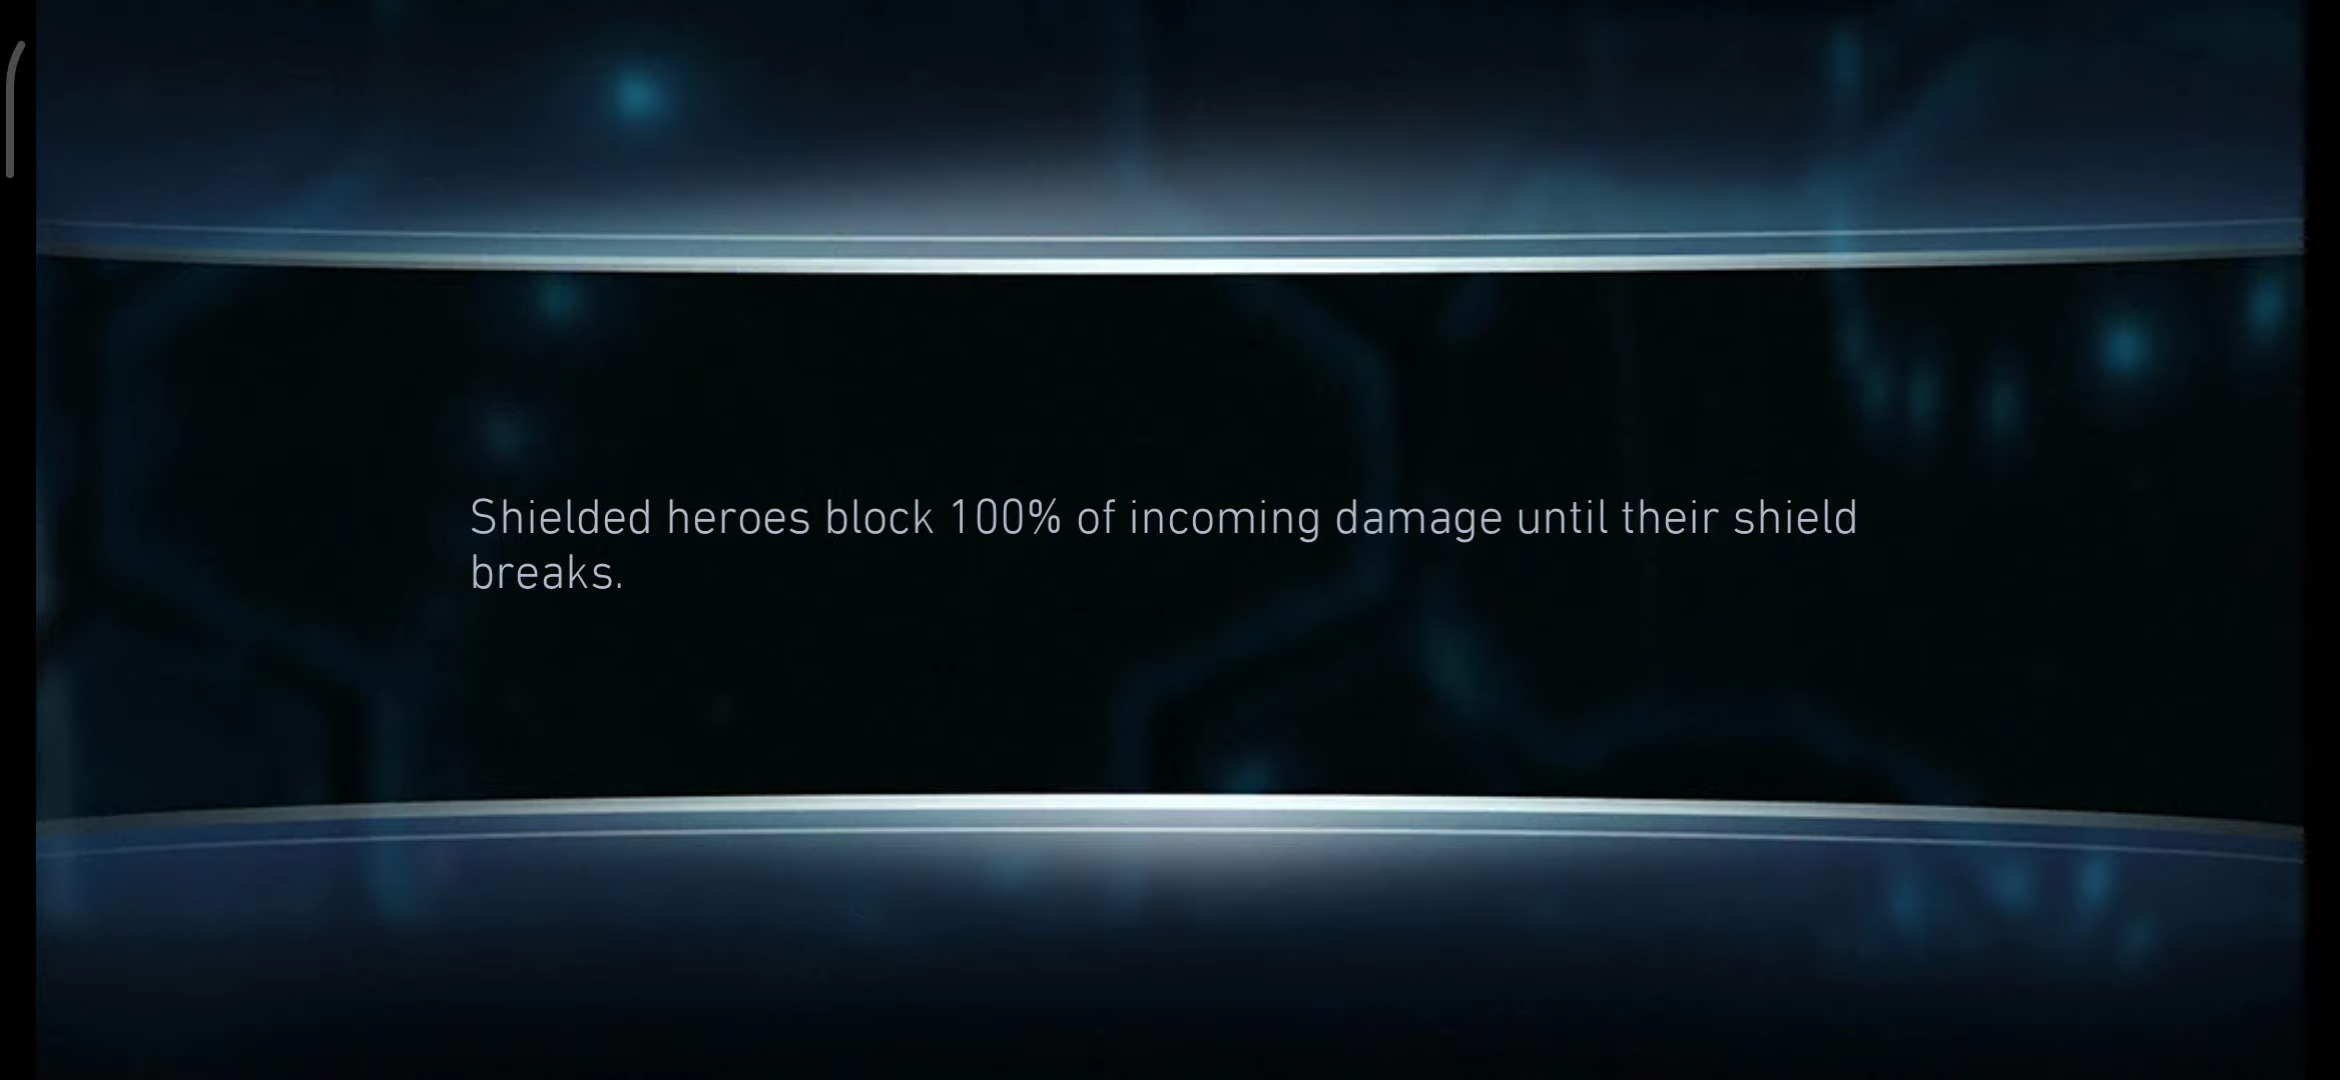 Shielded heroes block 100% of incoming damage until their shield
breaks.